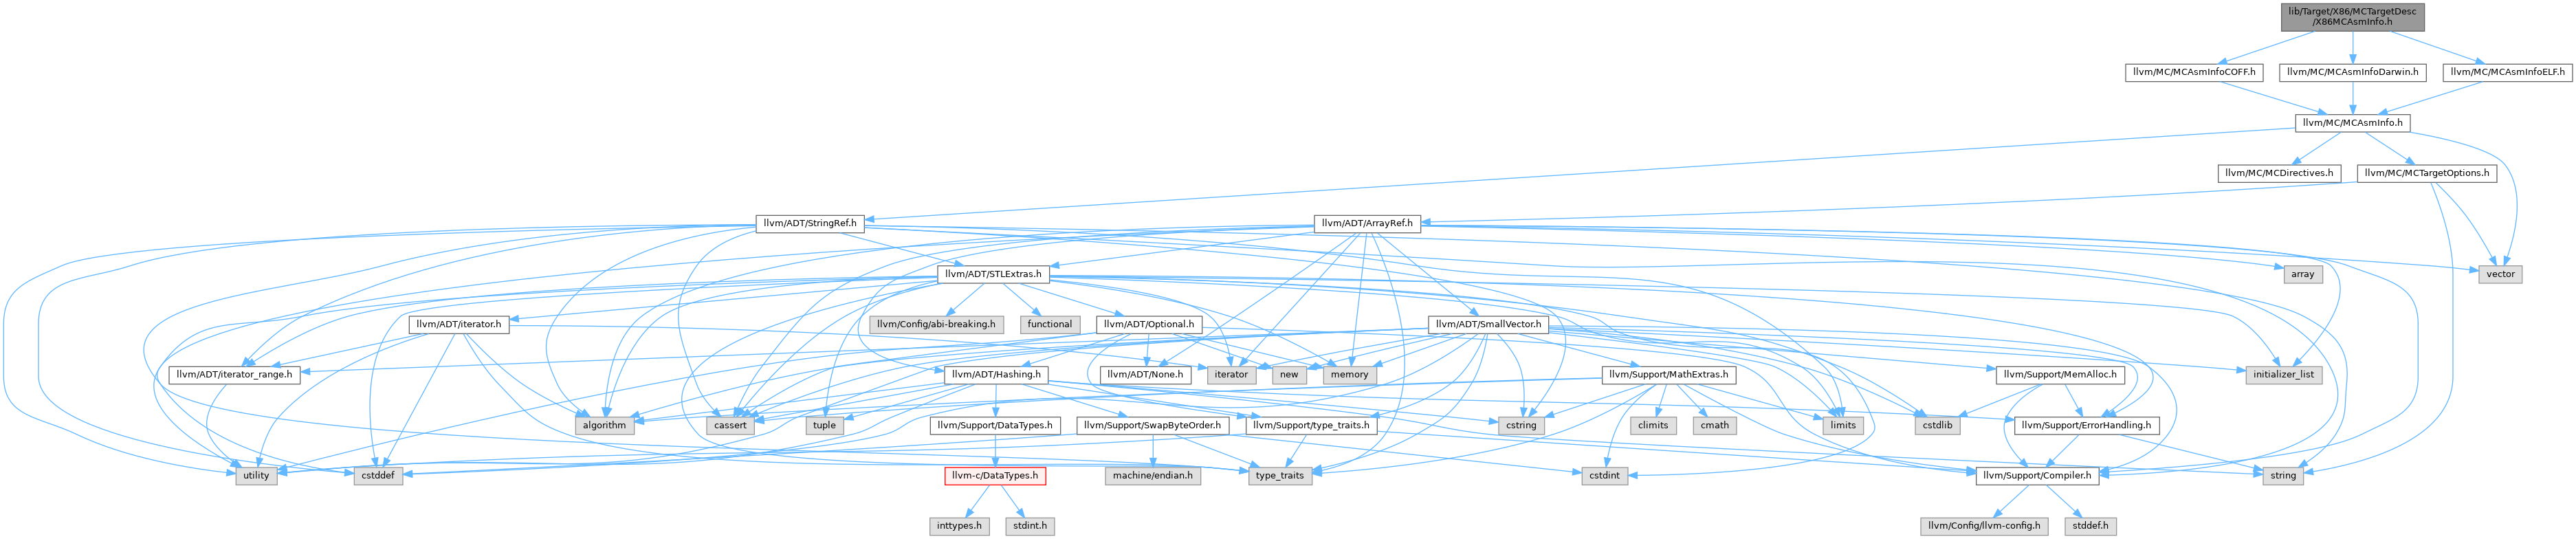 lib/Target/X86/MCTargetDesc
/X86MCAsmInfo.h
llvm/MC/MCAsmInfoCOFF.h
llvm/MC/MCAsmInfoDarwin.h
llvm/MC/MCAsmInfoELF.h
llvm/MC/MCAsmInfo.h
llvm/MC/MCDirectives.h
llvm/MC/MCTargetOptions.h
llvm/ADT/StringRef.h
llvm/ADT/ArrayRef.h
llvm/ADT/STLExtras.h
array
vector
llvm/ADT/iterator.h
llvm/Config/abi-breaking.h
functional
llvm/ADT/Optional.h
llvm/ADT/SmallVector.h
llvm/ADT/iterator_range.h
llvm/ADT/Hashing.h
llvm/ADT/None.h
iterator
new
memory
llvm/Support/MathExtras.h
llvm/Support/MemAlloc.h
initializer_list
algorithm
cassert
tuple
llvm/Support/DataTypes.h
llvm/Support/SwapByteOrder.h
llvm/Support/type_traits.h
cstring
climits
cmath
limits
cstdlib
llvm/Support/ErrorHandling.h
utility
cstddef
llvm-c/DataTypes.h
machine/endian.h
type_traits
cstdint
llvm/Support/Compiler.h
string
inttypes.h
stdint.h
llvm/Config/llvm-config.h
stddef.h